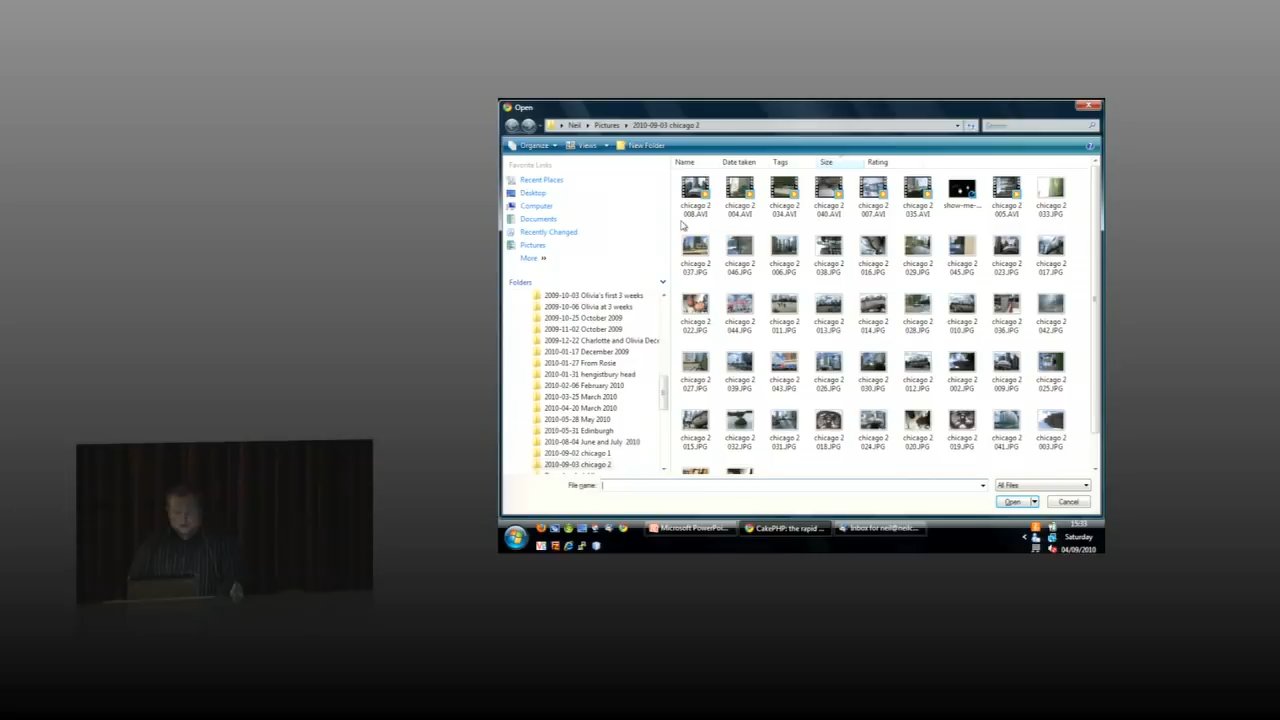 Open
Neil ▸ Pictures ▸ 2010-09-03 chicago 2
Search
Organize Views New Folder
Favorite Links
Recent Places
Desktop
Computer
Documents
Recently Changed
Pictures
More »
Folders
2009-10-03 Olivia's first 3 weeks
2009-10-06 Olivia at 3 weeks
2009-10-25 October 2009
2009-11-02 October 2009
2009-12-22 Charlotte and Olivia Dec
2010-01-17 December 2009
2010-01-27 From Rosie
2010-01-31 hengistbury head
2010-02-06 February 2010
2010-03-25 March 2010
2010-04-20 March 2010
2010-05-28 May 2010
2010-05-31 Edinburgh
2010-08-04 June and July 2010
2010-09-02 chicago 1
2010-09-03 chicago 2
Name Date taken Tags Size Rating
chicago 2 chicago 2 chicago 2 chicago 2 chicago 2 chicago 2 show-me-... chicago 2 chicago 2
008.AVI 004.AVI 034.AVI 040.AVI 007.AVI 035.AVI 005.AVI 033.JPG
chicago 2 chicago 2 chicago 2 chicago 2 chicago 2 chicago 2 chicago 2 chicago 2 chicago 2
037.JPG 046.JPG 006.JPG 038.JPG 016.JPG 029.JPG 045.JPG 023.JPG 017.JPG
chicago 2 chicago 2 chicago 2 chicago 2 chicago 2 chicago 2 chicago 2 chicago 2 chicago 2
022.JPG 044.JPG 011.JPG 013.JPG 014.JPG 028.JPG 010.JPG 036.JPG 042.JPG
chicago 2 chicago 2 chicago 2 chicago 2 chicago 2 chicago 2 chicago 2 chicago 2 chicago 2
027.JPG 039.JPG 043.JPG 026.JPG 030.JPG 012.JPG 002.JPG 009.JPG 025.JPG
chicago 2 chicago 2 chicago 2 chicago 2 chicago 2 chicago 2 chicago 2 chicago 2 chicago 2
015.JPG 032.JPG 031.JPG 018.JPG 024.JPG 020.JPG 019.JPG 041.JPG 003.JPG
File name: All Files
Open Cancel
Microsoft PowerPoi... CakePHP: the rapid ... Inbox for neil@neilc...
15:33
Saturday
04/09/2010